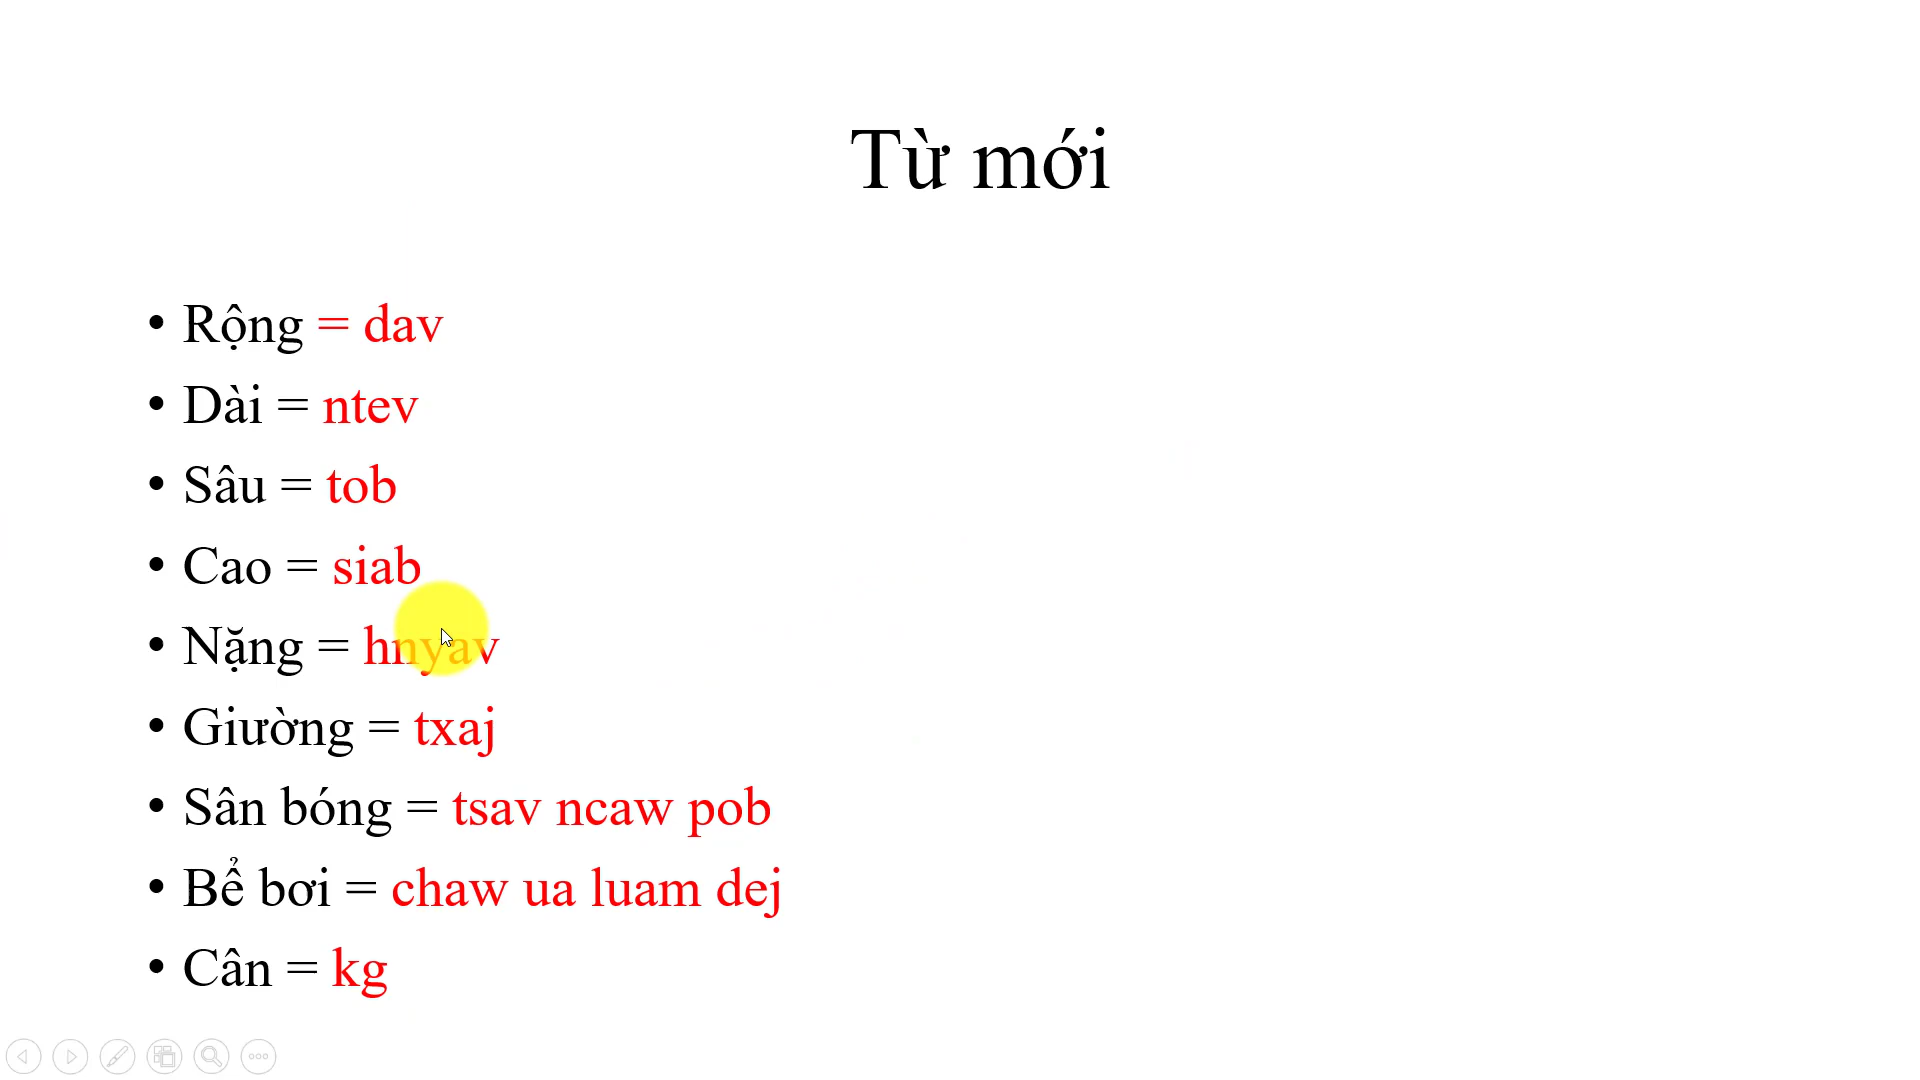 Từ mới
• Rộng = dav
• Dài = ntev
• Sâu = tob
• Cao = siab
• Nặng = hnyav
• Giường = txaj
• Sân bóng = tsav ncaw pob
• Bể bơi = chaw ua luam dej
• Cân = kg